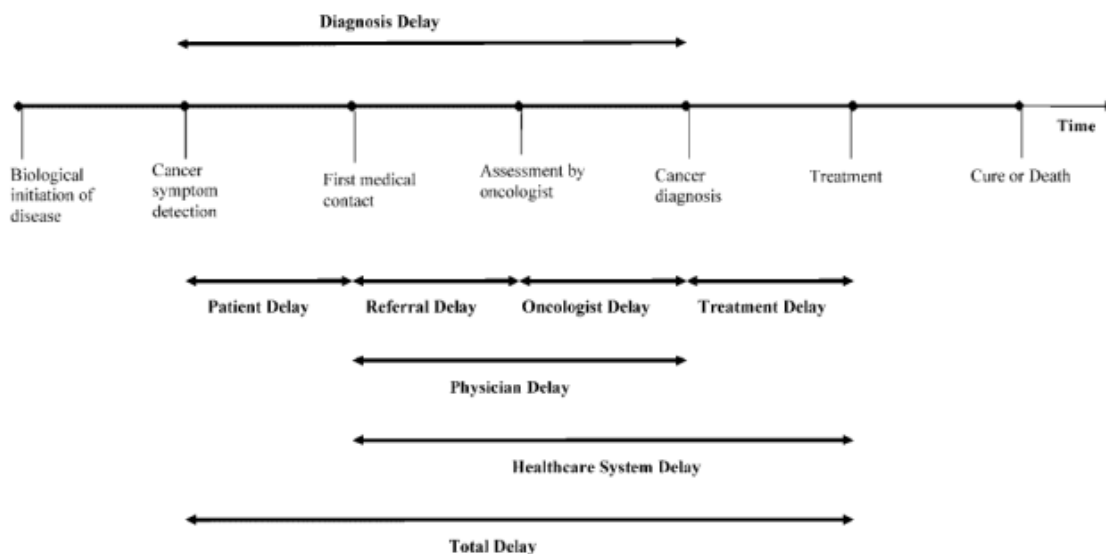 Diagnosis Delay
Time
Biological
initiation of
disease
Cancer
symptom
detection
First medical
contact
Assessment by
oncologist
Cancer
diagnosis
Treatment
Cure or Death
Patient Delay
Referral Delay
Oncologist Delay
Treatment Delay
Physician Delay
Healthcare System Delay
Total Delay